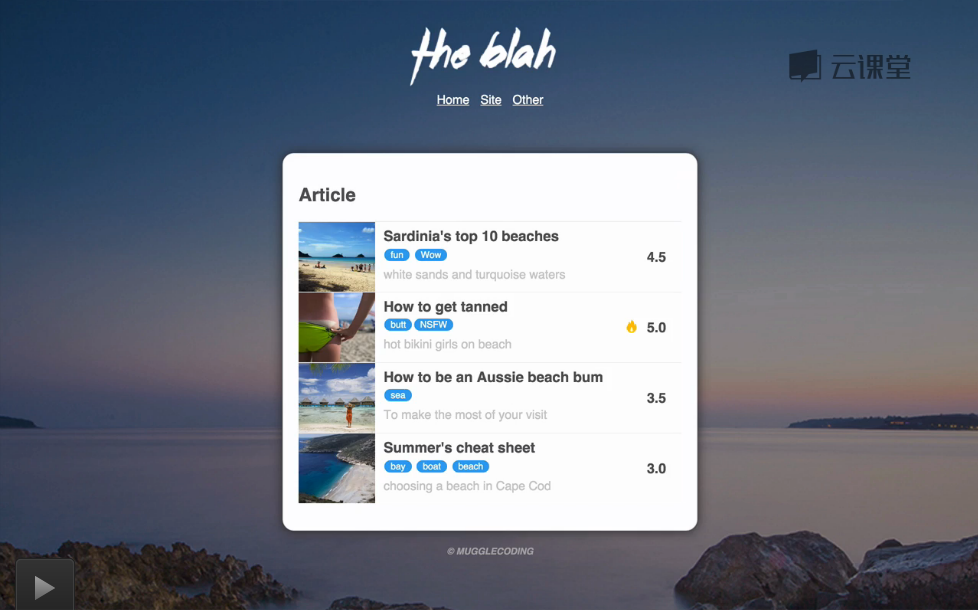 the blah
云课堂
Home Site Other
Article
Sardinia's top 10 beaches
fun Wow
4.5
white sands and turquoise waters
How to get tanned
butt NSFW
5.0
hot bikini girls on beach
How to be an Aussie beach bum
sea
3.5
To make the most of your visit
Summer's cheat sheet
bay boat beach
3.0
choosing a beach in Cape Cod
© MUGGLECODING